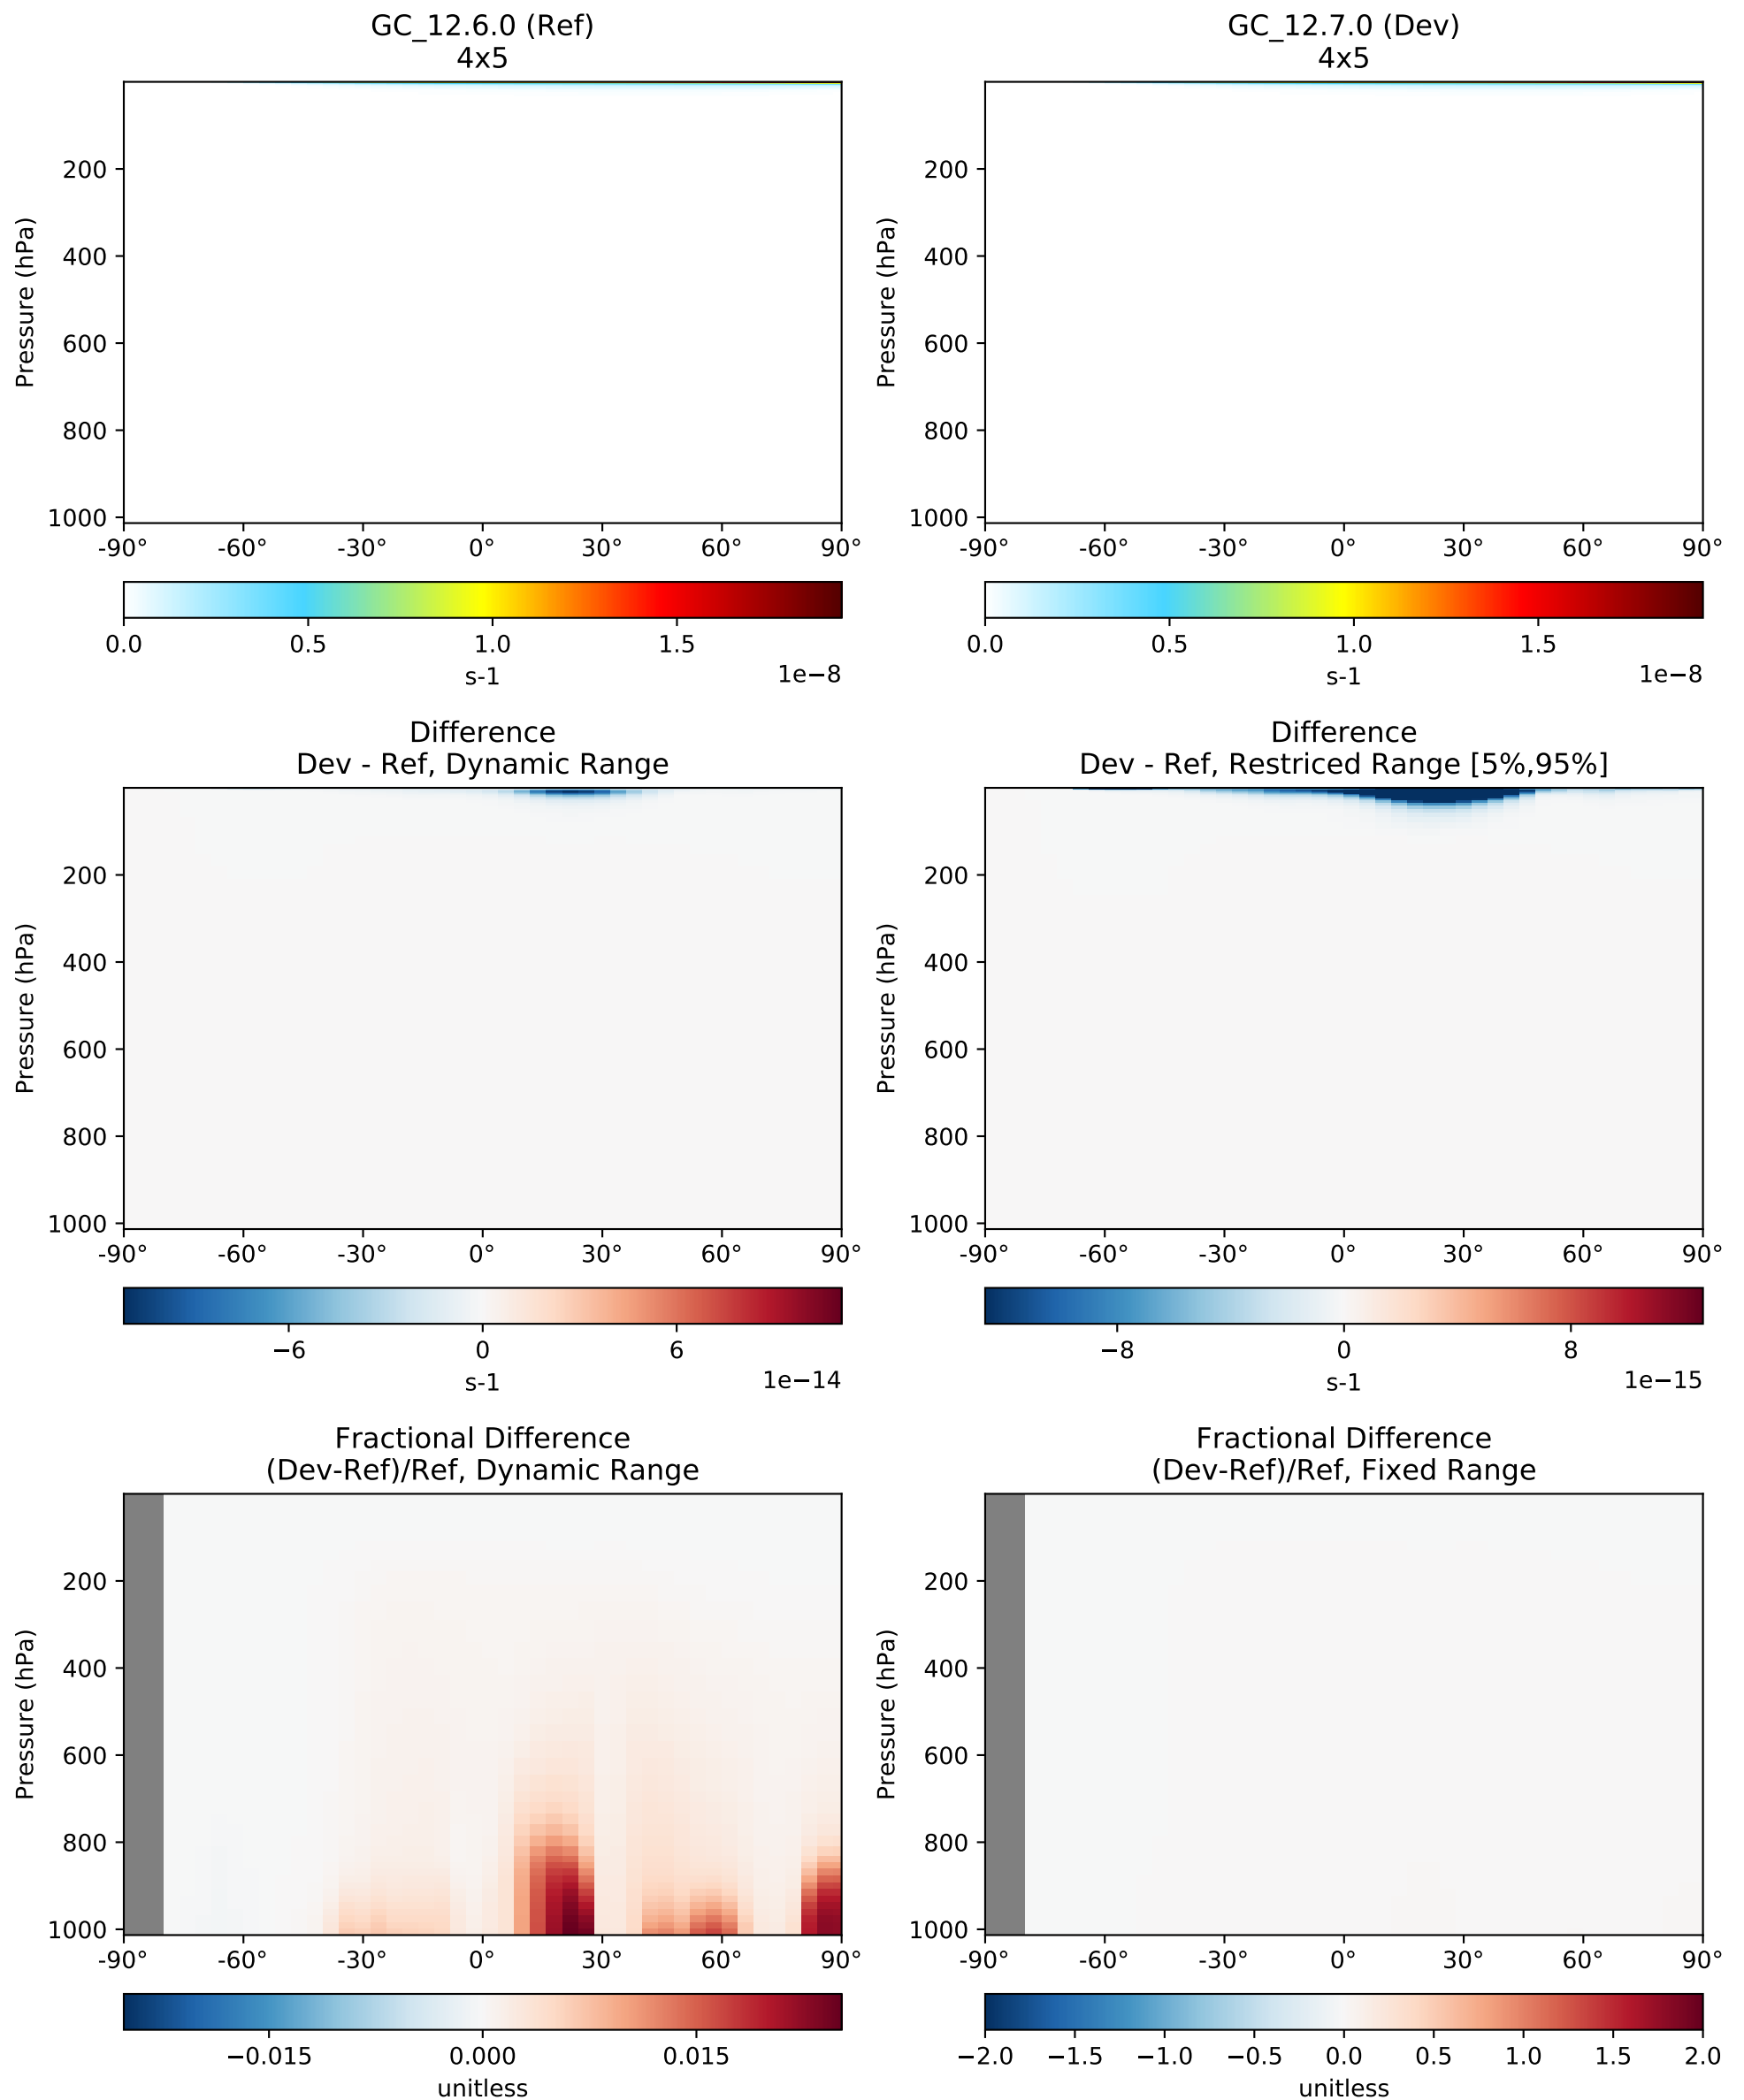 GC_12.6.0 (Ref)
4x5
GC_12.7.0 (Dev)
4x5
Pressure (hPa)
200
400
600
800
1000
-90° -60° -30° 0° 30° 60° 90°
0.0 0.5 1.0 1.5
s-1
1e−8
Pressure (hPa)
200
400
600
800
1000
-90° -60° -30° 0° 30° 60° 90°
0.0 0.5 1.0 1.5
s-1
1e−8
Difference
Dev - Ref, Dynamic Range
Pressure (hPa)
200
400
600
800
1000
-90° -60° -30° 0° 30° 60° 90°
−6 0 6
s-1
1e−14
Difference
Dev - Ref, Restriced Range [5%,95%]
Pressure (hPa)
200
400
600
800
1000
-90° -60° -30° 0° 30° 60° 90°
−8 0 8
s-1
1e−15
Fractional Difference
(Dev-Ref)/Ref, Dynamic Range
Pressure (hPa)
200
400
600
800
1000
-90° -60° -30° 0° 30° 60° 90°
−0.015 0.000 0.015
unitless
Fractional Difference
(Dev-Ref)/Ref, Fixed Range
Pressure (hPa)
200
400
600
800
1000
-90° -60° -30° 0° 30° 60° 90°
−2.0 −1.5 −1.0 −0.5 0.0 0.5 1.0 1.5 2.0
unitless